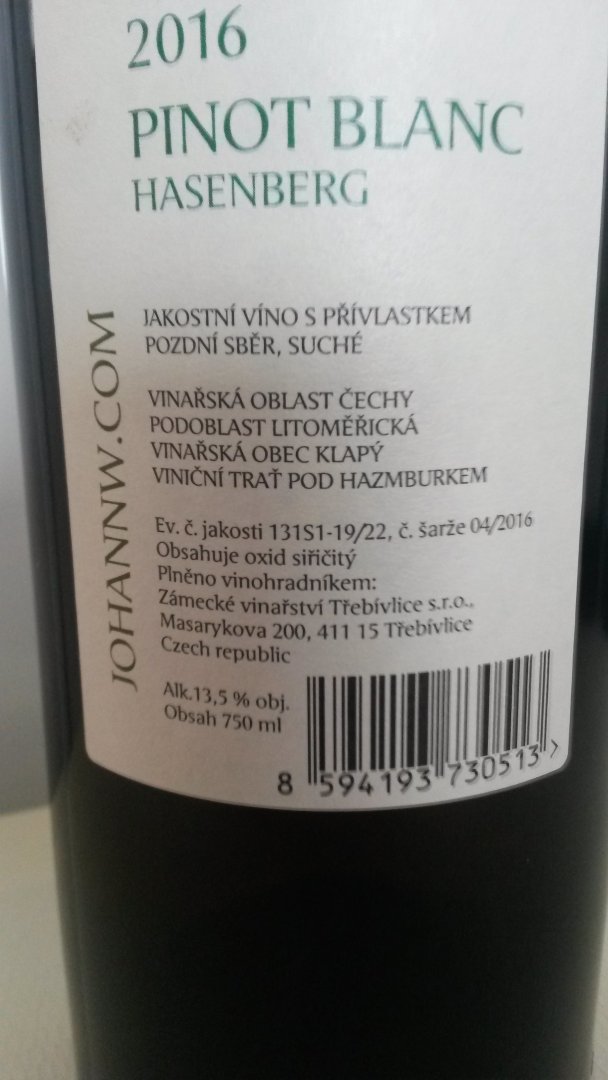 2016
PINOT BLANC
HASENBERG
JAKOSTNÍ VÍNO S PŘÍVLASTKEM
POZDNÍ SBĚR, SUCHÉ
VINAŘSKÁ OBLAST ČECHY
PODOBLAST LITOMĚŘICKÁ
VINAŘSKÁ OBEC KLAPÝ
VINIČNÍ TRAŤ POD HAZMBURKEM
Ev. č. jakosti 131S1-19/22, č. šarže 04/2016
Obsahuje oxid siřičitý
Plněno vinohradníkem:
Zámecké vinařství Třebívlice s.r.o.,
Masarykova 200, 411 15 Třebívlice
Czech republic
Alk.13,5 % obj.
Obsah 750 ml
8 594193 730513 >
JOHANNW.COM